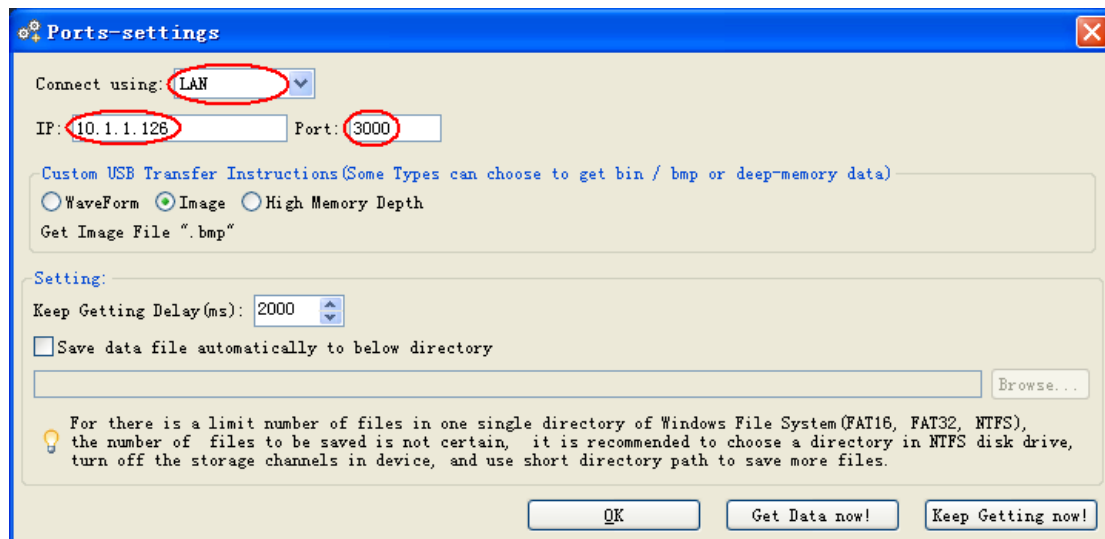 Ports-settings
Connect using: LAN
IP: 10.1.1.126 Port: 3000
Custom USB Transfer Instructions(Some Types can choose to get bin / bmp or deep-memory data)
WaveForm Image High Memory Depth
Get Image File ".bmp"
Setting:
Keep Getting Delay(ms): 2000
Save data file automatically to below directory
Browse...
For there is a limit number of files in one single directory of Windows File System(FAT16, FAT32, NTFS),
the number of files to be saved is not certain, it is recommended to choose a directory in NTFS disk drive,
turn off the storage channels in device, and use short directory path to save more files.
OK Get Data now! Keep Getting now!